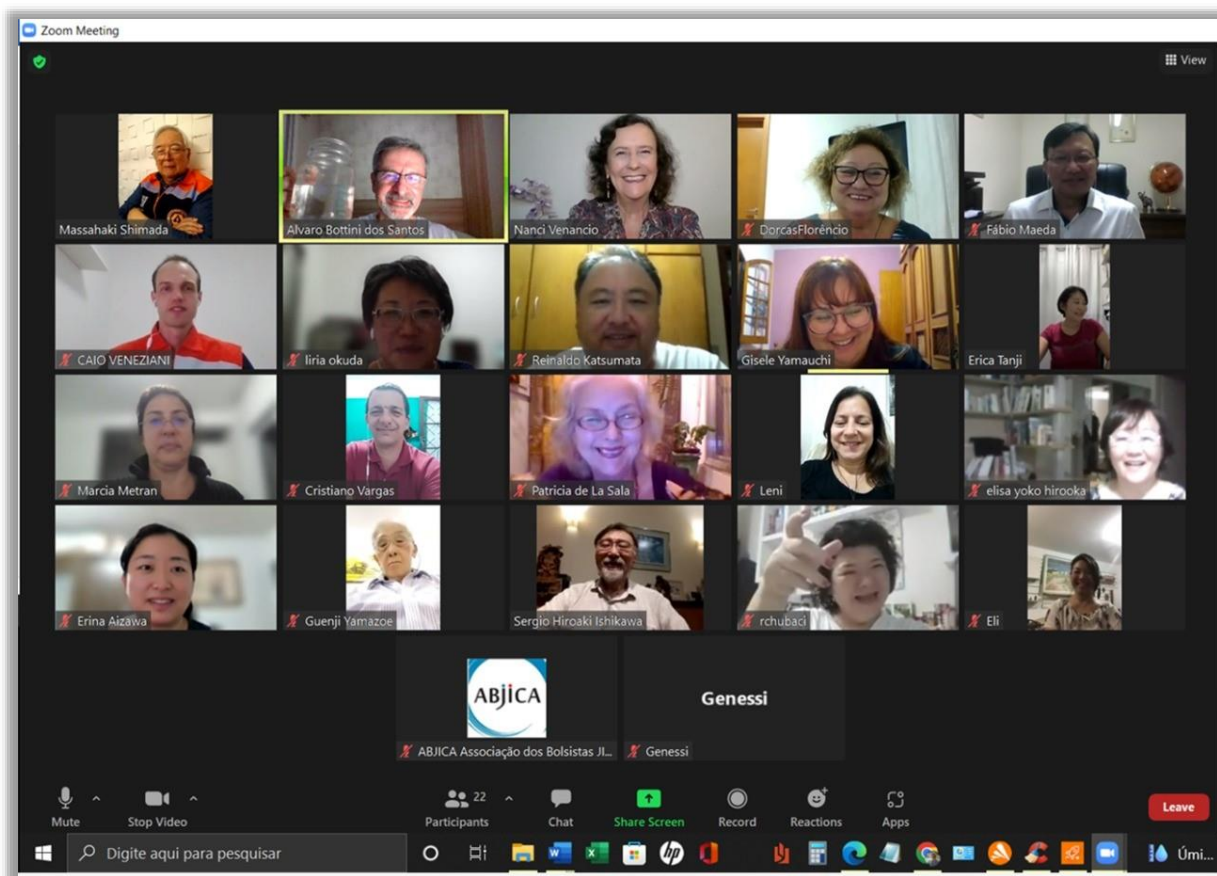 Zoom Meeting
View
Massahaki Shimada
Alvaro Bottini dos Santos
Nanci Venancio
DorcasFlorêncio
Fábio Maeda
CAIO VENEZIANI
liria okuda
Reinaldo Katsumata
Gisele Yamauchi
Erica Tanji
Marcia Metran
Cristiano Vargas
Patricia de La Sala
Leni
elisa yoko hirooka
Erina Aizawa
Guenji Yamazoe
Sergio Hiroaki Ishikawa
rchubaci
Eli
ABJICA
Genessi
ABJICA Associação dos Bolsistas JI...
Genessi
22
Mute
Stop Video
Participants
Chat
Share Screen
Record
Reactions
Apps
Leave
Digite aqui para pesquisar
hp
Úmi...